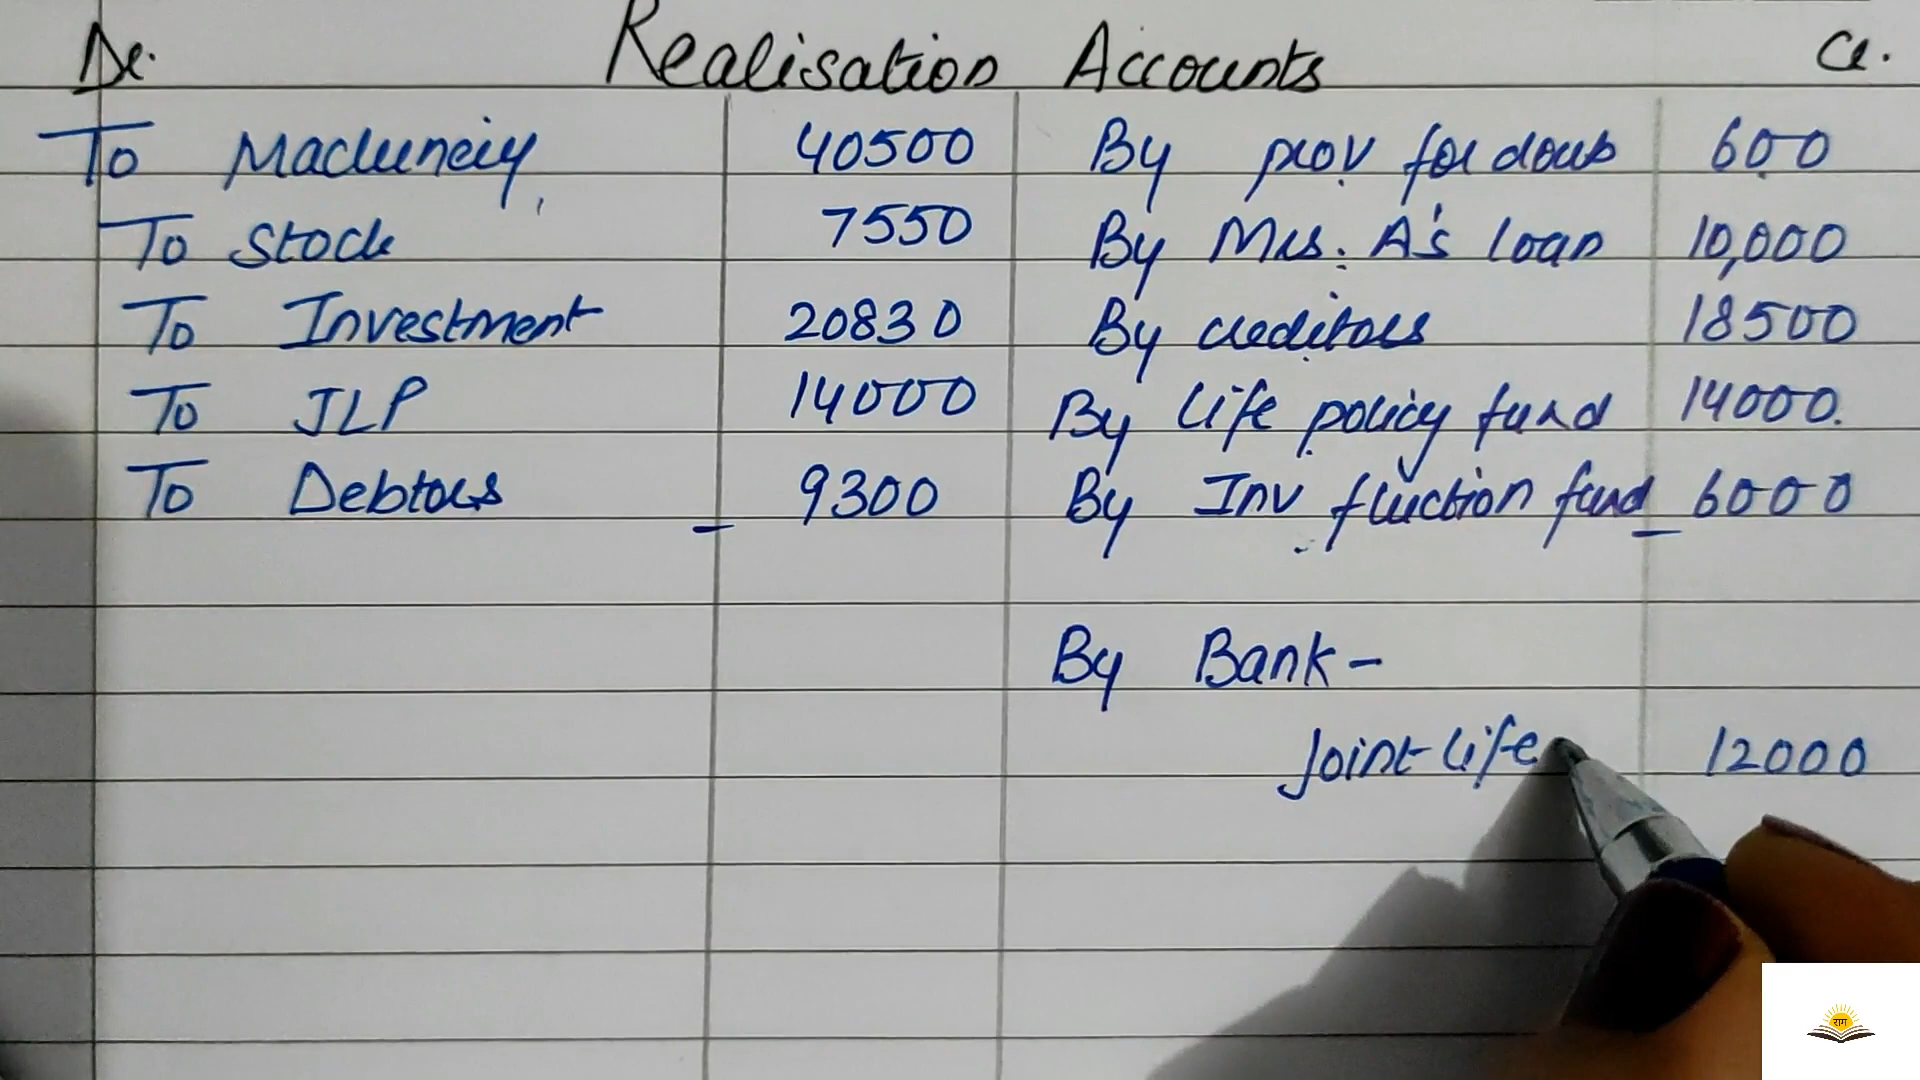 Dr. Realisation Accounts Cr.
To Machinery 40500 By prov for doub 600
To Stock 7550 By Mrs. A's loan 10,000
To Investment 20830 By creditors 18500
To JLP 14000 By life policy fund 14000.
To Debtors 9300 By Inv fluction fund 6000
By Bank-
Joint life 12000
राम